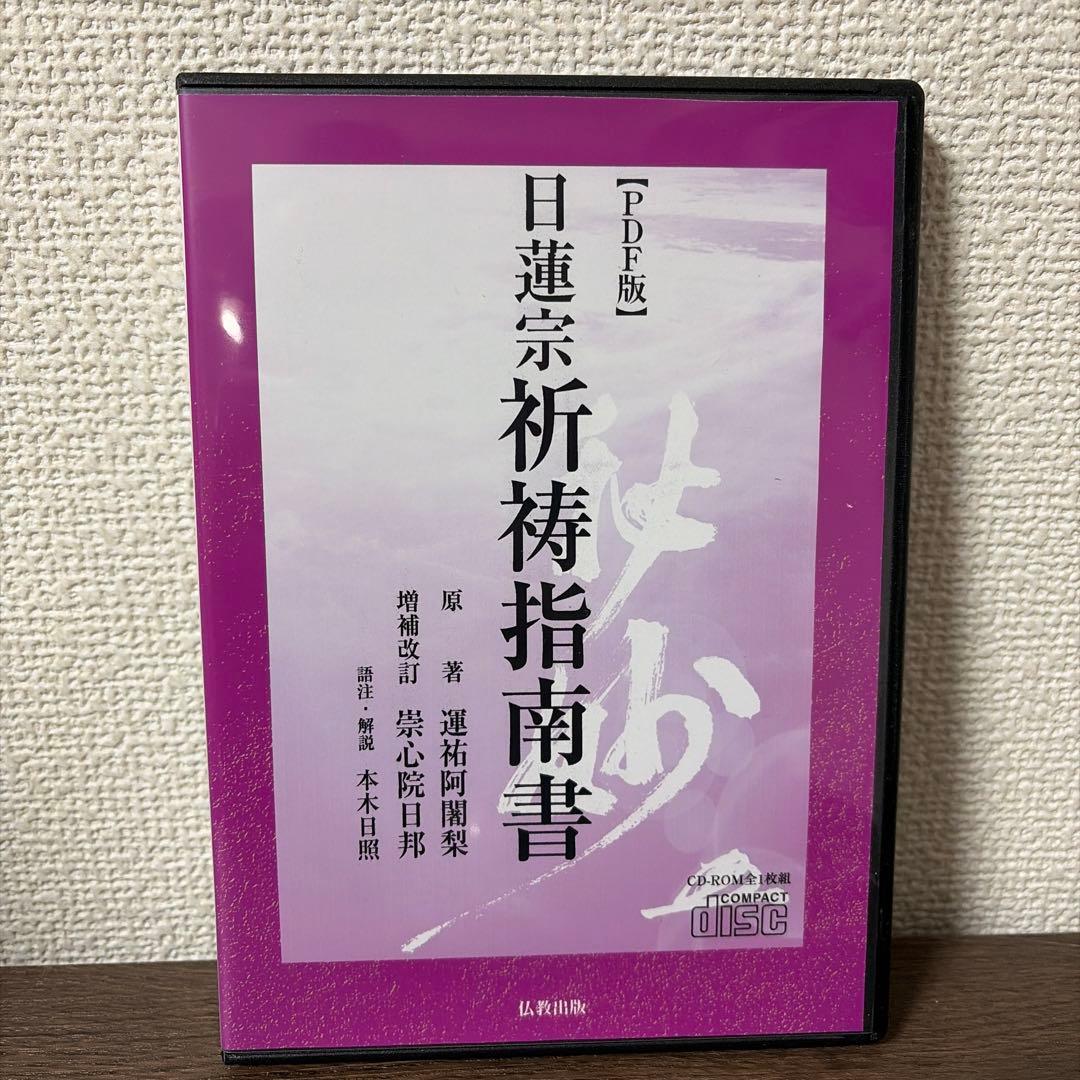 【PDF版】
日蓮宗祈祷指南書
原著 運祐阿闍梨
増補改訂 崇心院日邦
語注・解説 本木日照
CD-ROM全1枚組
COMPACT
disc
仏教出版